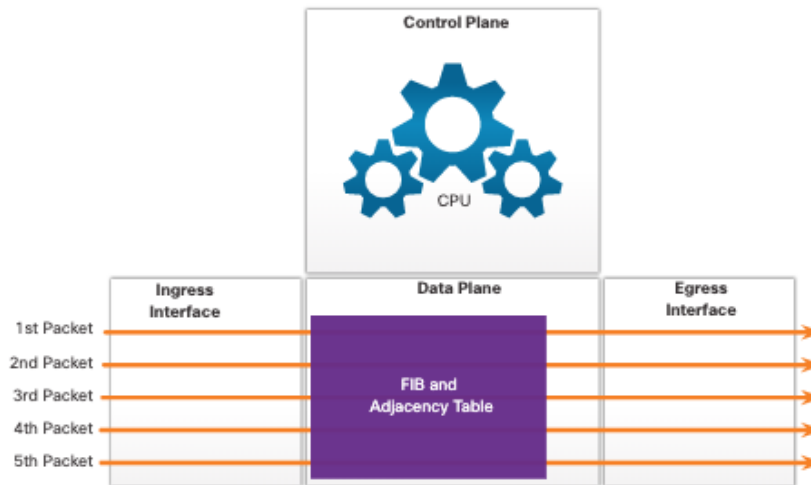 Control Plane
CPU
Ingress
Interface
Data Plane
Egress
Interface
1st Packet
2nd Packet
3rd Packet
4th Packet
5th Packet
FIB and
Adjacency Table